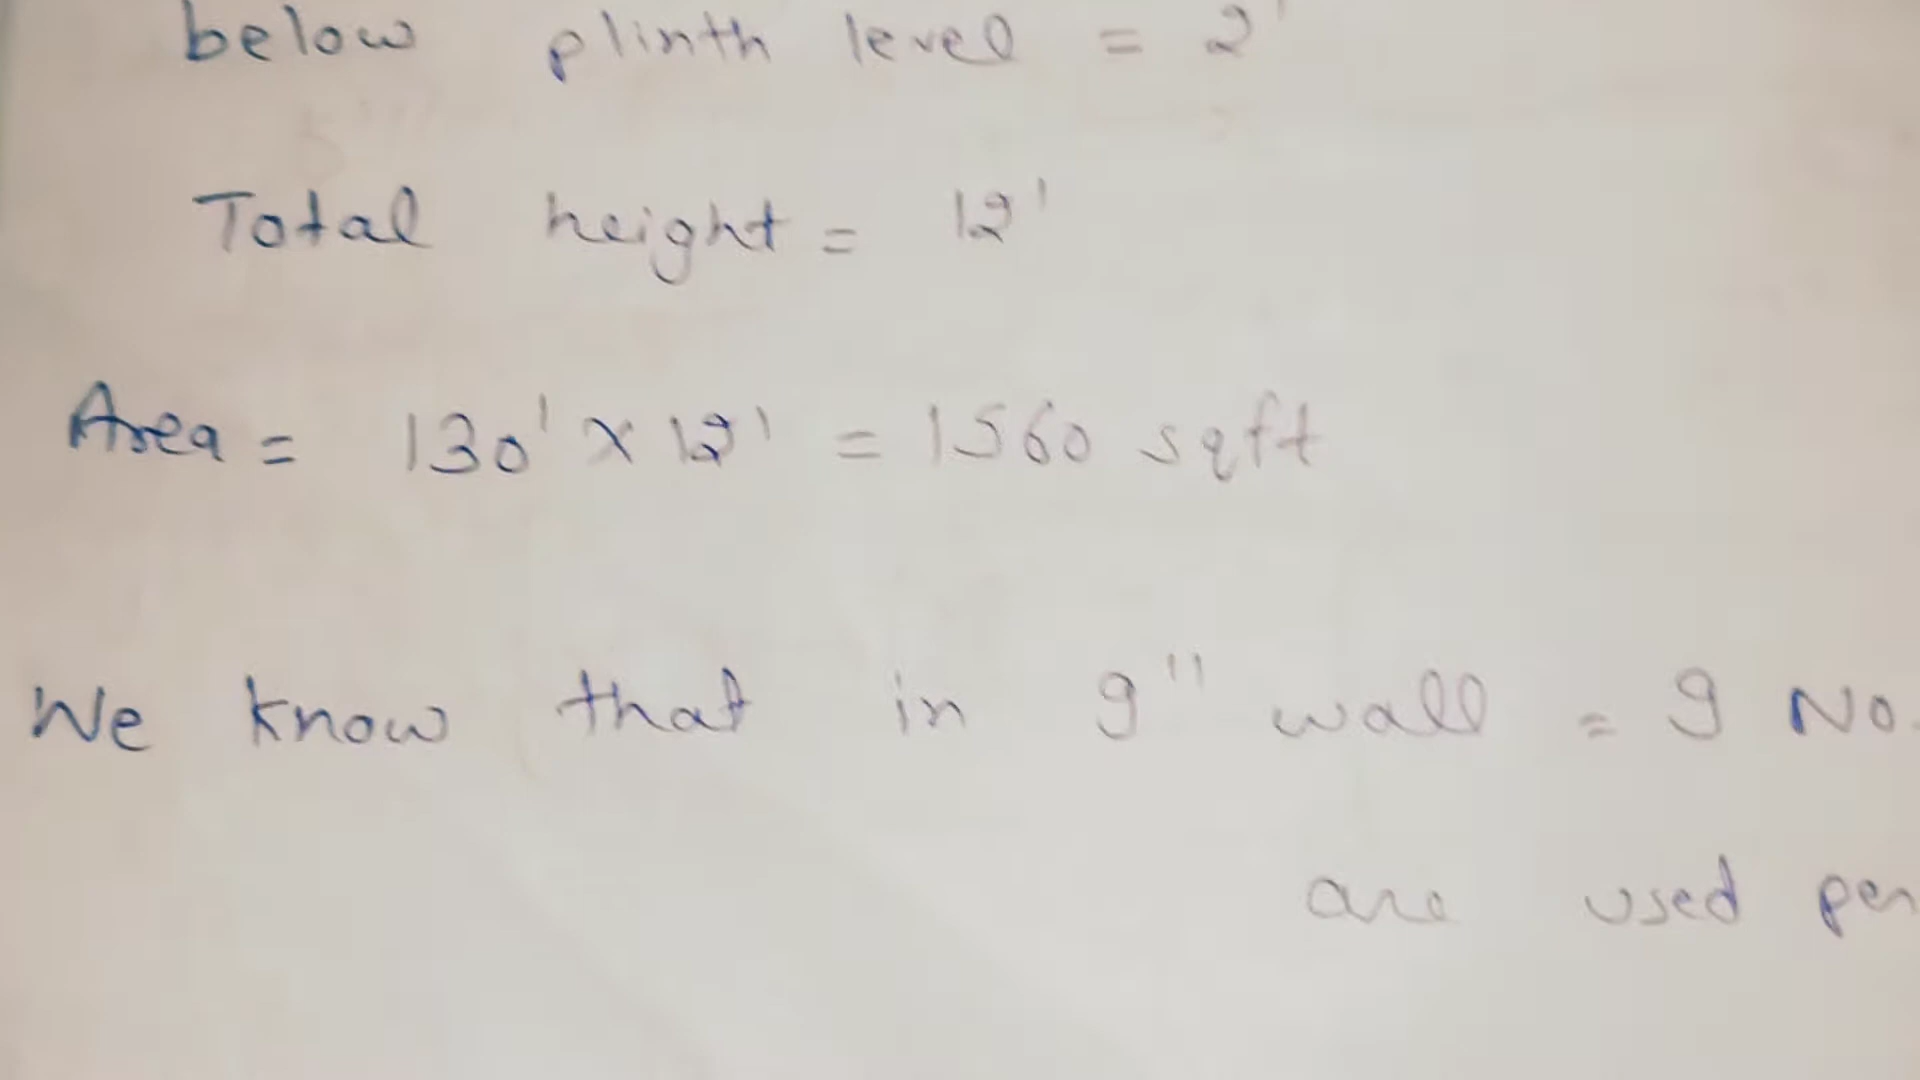 below plinth level = 2'
Total height = 12'
Area = 130' x 12' = 1560 sqft
We know that in 9" wall = 9 No.
are used per